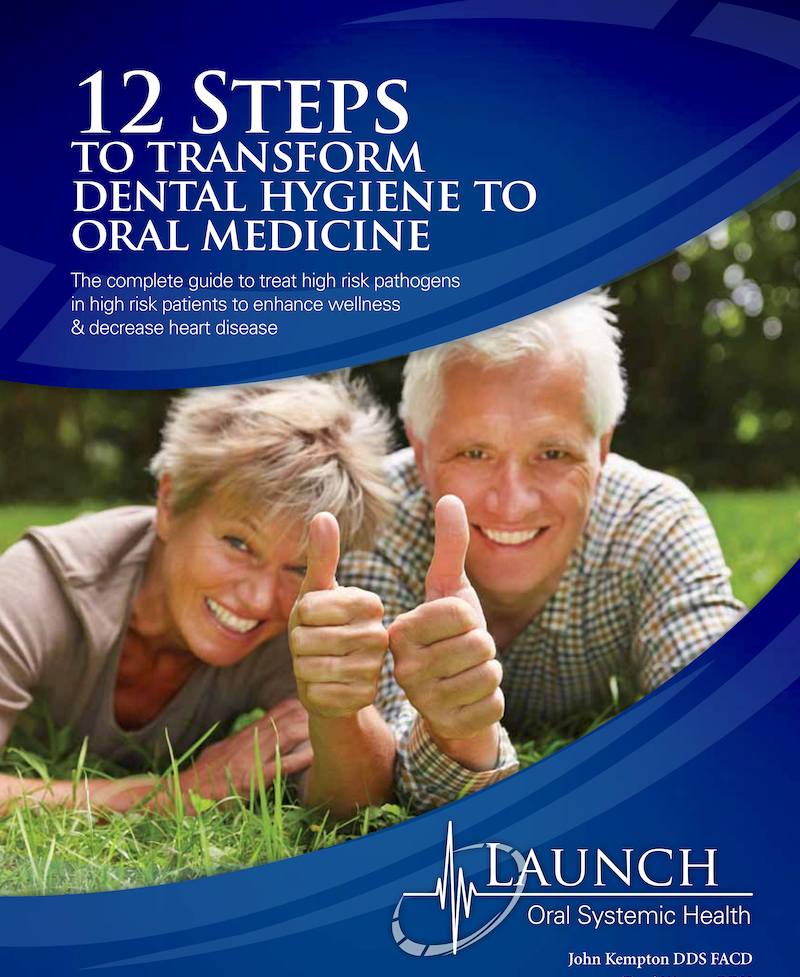 12 STEPS
TO TRANSFORM
DENTAL HYGIENE TO
ORAL MEDICINE
The complete guide to treat high risk pathogens
in high risk patients to enhance wellness
& decrease heart disease
LAUNCH
Oral Systemic Health
John Kempton DDS FACD